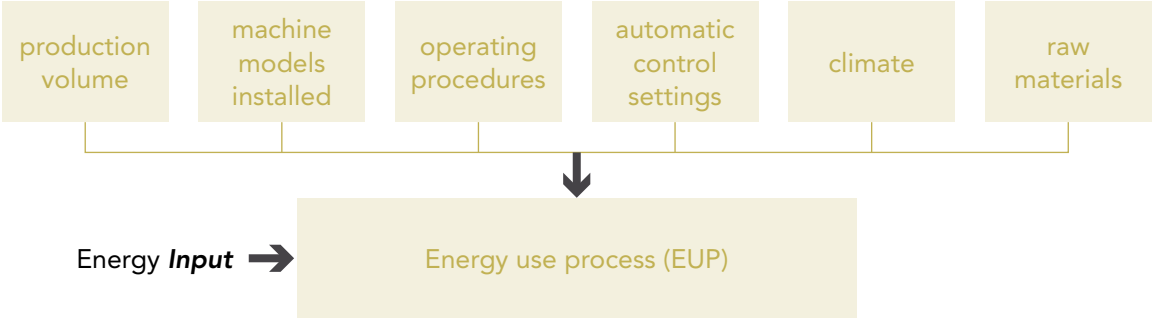 production
volume
machine
models
installed
operating
procedures
automatic
control
settings
climate
raw
materials
Energy Input
Energy use process (EUP)